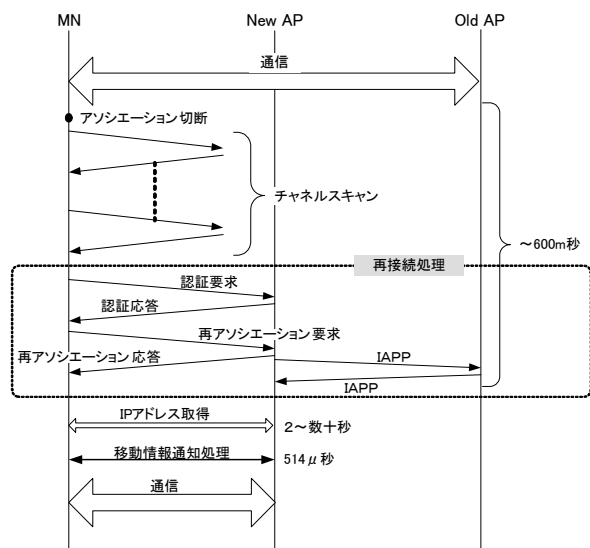 MN
New AP
Old AP
通信
アソシエーション切断
チャネルスキャン
～600m秒
再接続処理
認証要求
認証応答
再アソシエーション要求
再アソシエーション応答
IAPP
IAPP
IPアドレス取得
2～数十秒
移動情報通知処理
514μ秒
通信